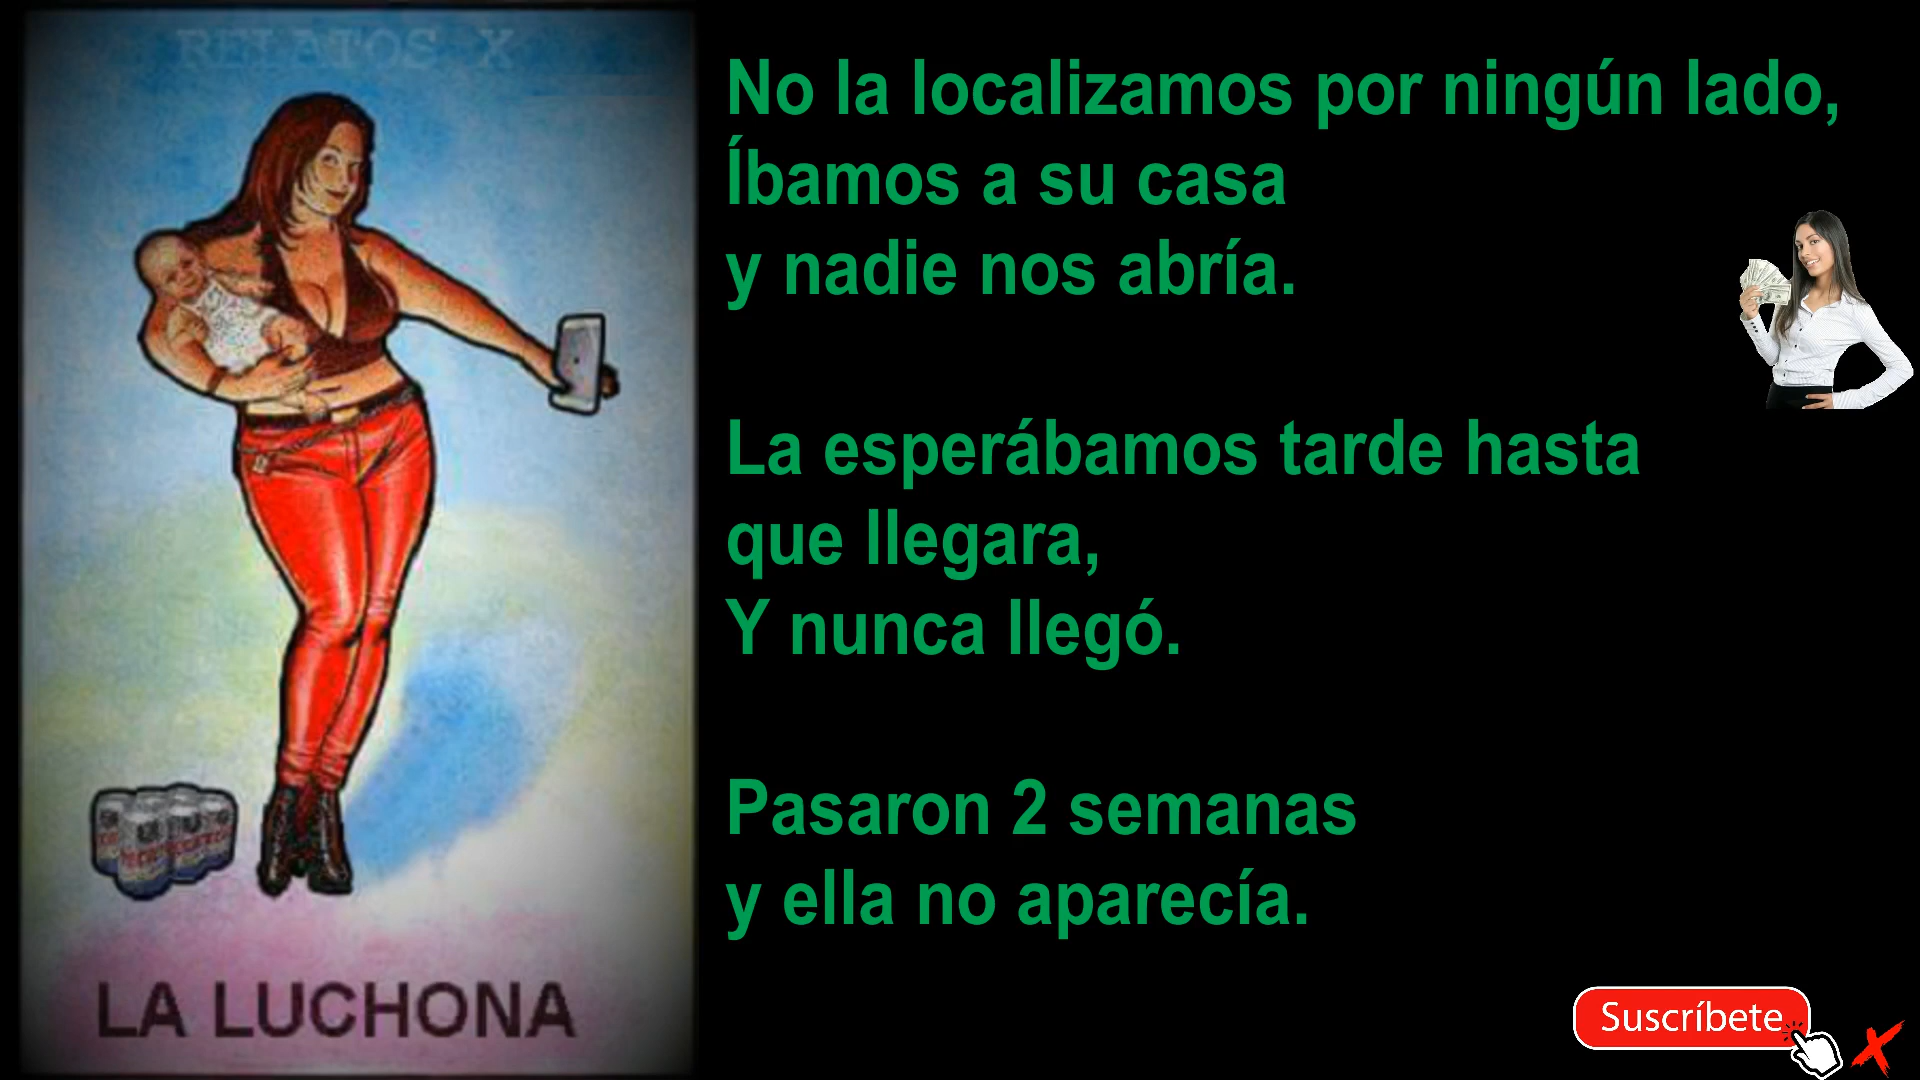 RELATOS X
No la localizamos por ningún lado,
Íbamos a su casa
y nadie nos abría.
La esperábamos tarde hasta
que llegara,
Y nunca llegó.
Pasaron 2 semanas
y ella no aparecía.
LA LUCHONA
Suscríbete